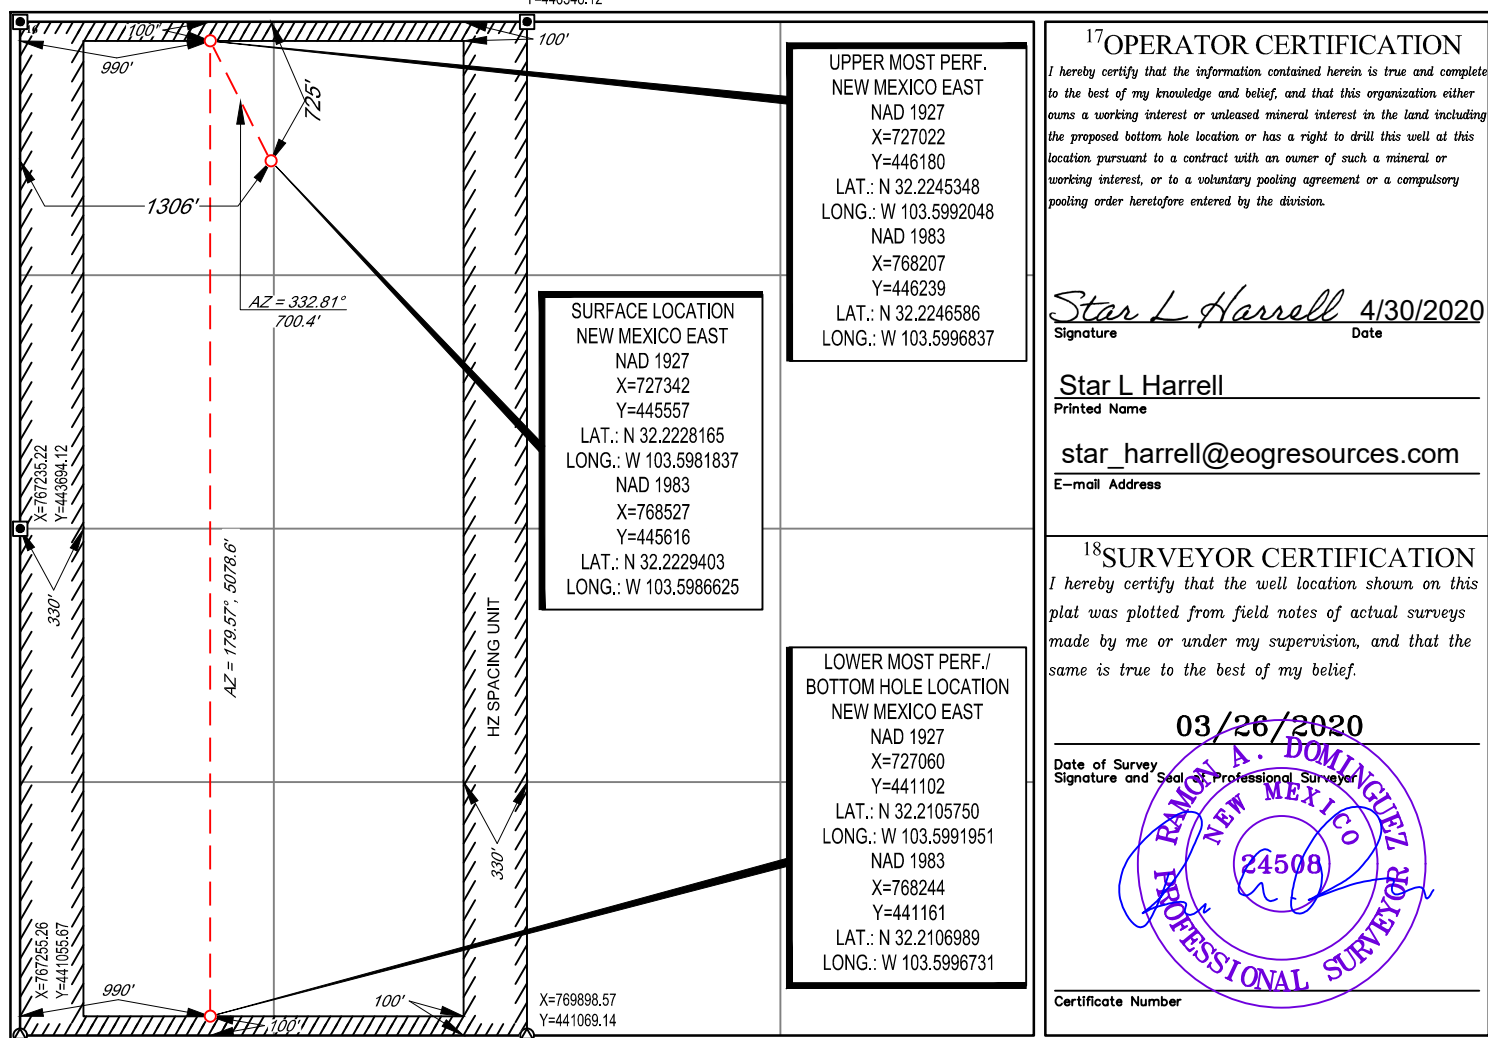 100'
990'
100'
725'
1306'
AZ = 332.81°
700.4'
X=767235.22
Y=443694.12
330'
AZ = 179.57°, 5078.6'
HZ SPACING UNIT
330'
X=767255.26
Y=441055.67
990'
100'
100'
X=769898.57
Y=441069.14
UPPER MOST PERF.
NEW MEXICO EAST
NAD 1927
X=727022
Y=446180
LAT.: N 32.2245348
LONG.: W 103.5992048
NAD 1983
X=768207
Y=446239
LAT.: N 32.2246586
LONG.: W 103.5996837
SURFACE LOCATION
NEW MEXICO EAST
NAD 1927
X=727342
Y=445557
LAT.: N 32.2228165
LONG.: W 103.5981837
NAD 1983
X=768527
Y=445616
LAT.: N 32.2229403
LONG.: W 103.5986625
LOWER MOST PERF./
BOTTOM HOLE LOCATION
NEW MEXICO EAST
NAD 1927
X=727060
Y=441102
LAT.: N 32.2105750
LONG.: W 103.5991951
NAD 1983
X=768244
Y=441161
LAT.: N 32.2106989
LONG.: W 103.5996731
17OPERATOR CERTIFICATION
I hereby certify that the information contained herein is true and complete
to the best of my knowledge and belief, and that this organization either
owns a working interest or unleased mineral interest in the land including
the proposed bottom hole location or has a right to drill this well at this
location pursuant to a contract with an owner of such a mineral or
working interest, or to a voluntary pooling agreement or a compulsory
pooling order heretofore entered by the division.
Star L Harrell 4/30/2020
Signature Date
Star L Harrell
Printed Name
star_harrell@eogresources.com
E-mail Address
18SURVEYOR CERTIFICATION
I hereby certify that the well location shown on this
plat was plotted from field notes of actual surveys
made by me or under my supervision, and that the
same is true to the best of my belief.
03/26/2020
Date of Survey
Signature and Seal of Professional Surveyor
RAMON A. DOMINGUEZ
NEW MEXICO
24508
PROFESSIONAL SURVEYOR
Certificate Number